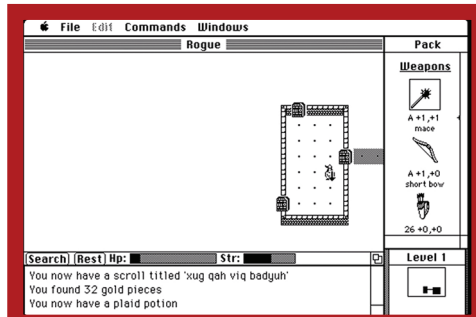 File Edit Commands Windows
Rogue
Pack
Weapons
A +1,+1
mace
A +1,+0
short bow
26 +0,+0
Search Rest Hp: Str:
Level 1
You now have a scroll titled 'xug qah viq badyuh'
You found 32 gold pieces
You now have a plaid potion